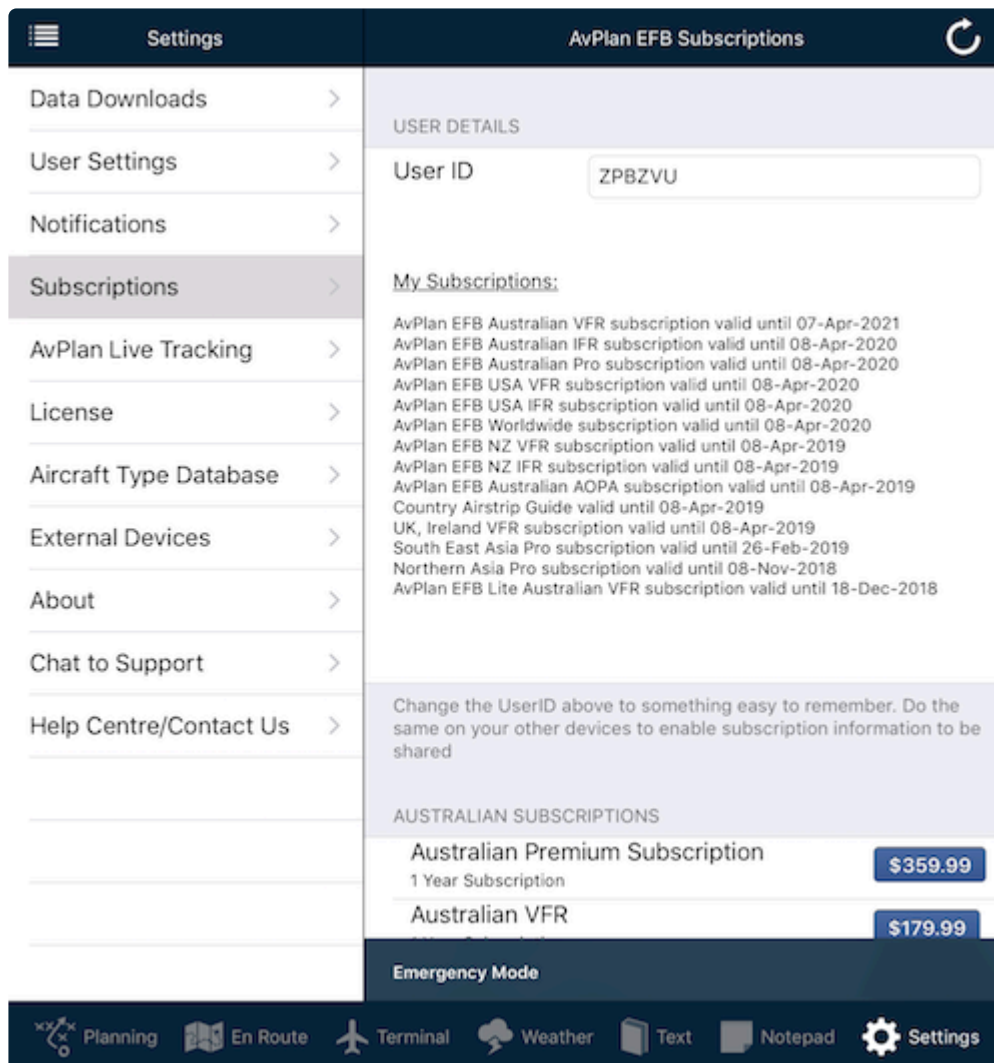 Settings
AvPlan EFB Subscriptions
Data Downloads
User Settings
Notifications
Subscriptions
AvPlan Live Tracking
License
Aircraft Type Database
External Devices
About
Chat to Support
Help Centre/Contact Us
USER DETAILS
User ID
ZPBZVU
My Subscriptions:
AvPlan EFB Australian VFR subscription valid until 07-Apr-2021
AvPlan EFB Australian IFR subscription valid until 08-Apr-2020
AvPlan EFB Australian Pro subscription valid until 08-Apr-2020
AvPlan EFB USA VFR subscription valid until 08-Apr-2020
AvPlan EFB USA IFR subscription valid until 08-Apr-2020
AvPlan EFB Worldwide subscription valid until 08-Apr-2020
AvPlan EFB NZ VFR subscription valid until 08-Apr-2019
AvPlan EFB NZ IFR subscription valid until 08-Apr-2019
AvPlan EFB Australian AOPA subscription valid until 08-Apr-2019
Country Airstrip Guide valid until 08-Apr-2019
UK, Ireland VFR subscription valid until 08-Apr-2019
South East Asia Pro subscription valid until 26-Feb-2019
Northern Asia Pro subscription valid until 08-Nov-2018
AvPlan EFB Lite Australian VFR subscription valid until 18-Dec-2018
Change the UserID above to something easy to remember. Do the
same on your other devices to enable subscription information to be
shared
AUSTRALIAN SUBSCRIPTIONS
Australian Premium Subscription
1 Year Subscription
$359.99
Australian VFR
$179.99
Emergency Mode
Planning
En Route
Terminal
Weather
Text
Notepad
Settings